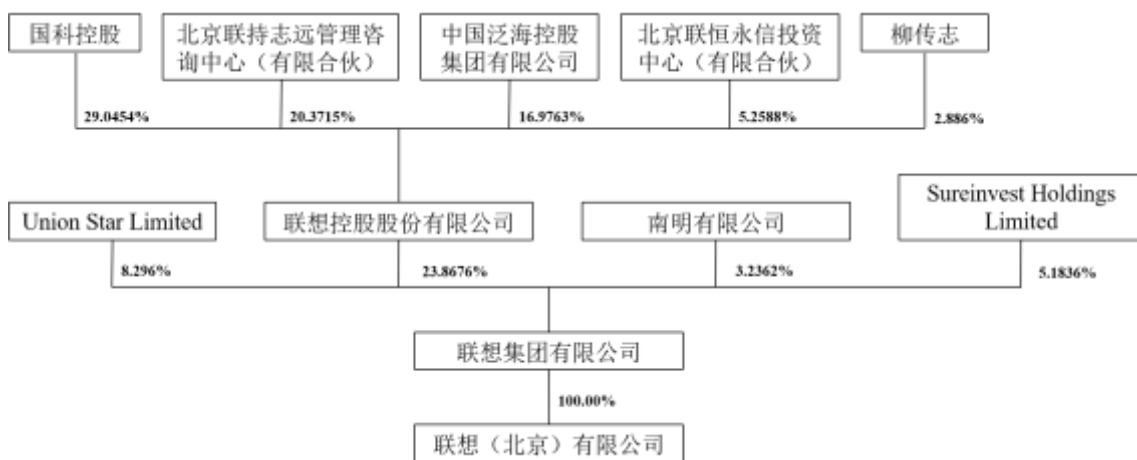 国科控股
北京联持志远管理咨
询中心（有限合伙）
中国泛海控股
集团有限公司
北京联恒永信投资
中心（有限合伙）
柳传志
29.0454%
20.3715%
16.9763%
5.2588%
2.886%
Union Star Limited
联想控股股份有限公司
南明有限公司
Sureinvest Holdings
Limited
8.296%
23.8676%
3.2362%
5.1836%
联想集团有限公司
100.00%
联想（北京）有限公司